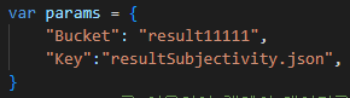 var params = {
"Bucket": "result11111",
"Key":"resultSubjectivity.json",
}